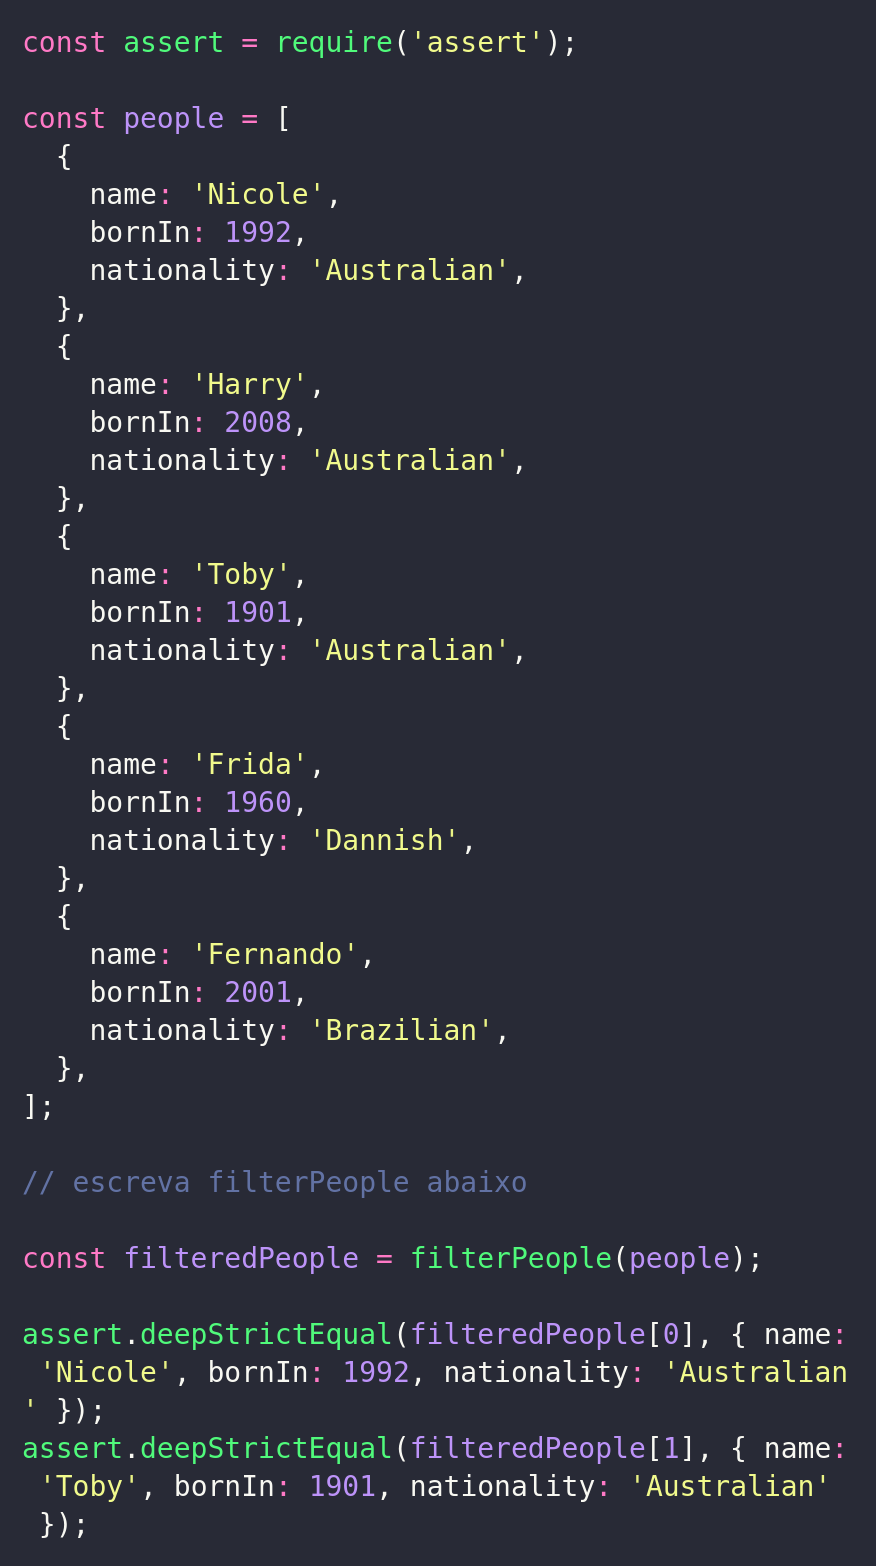 const assert = require('assert');
const people = [
  {
    name: 'Nicole',
    bornIn: 1992,
    nationality: 'Australian',
  },
  {
    name: 'Harry',
    bornIn: 2008,
    nationality: 'Australian',
  },
  {
    name: 'Toby',
    bornIn: 1901,
    nationality: 'Australian',
  },
  {
    name: 'Frida',
    bornIn: 1960,
    nationality: 'Dannish',
  },
  {
    name: 'Fernando',
    bornIn: 2001,
    nationality: 'Brazilian',
  },
];
// escreva filterPeople abaixo
const filteredPeople = filterPeople(people);
assert.deepStrictEqual(filteredPeople[0], { name:
 'Nicole', bornIn: 1992, nationality: 'Australian
' });
assert.deepStrictEqual(filteredPeople[1], { name:
 'Toby', bornIn: 1901, nationality: 'Australian'
 });